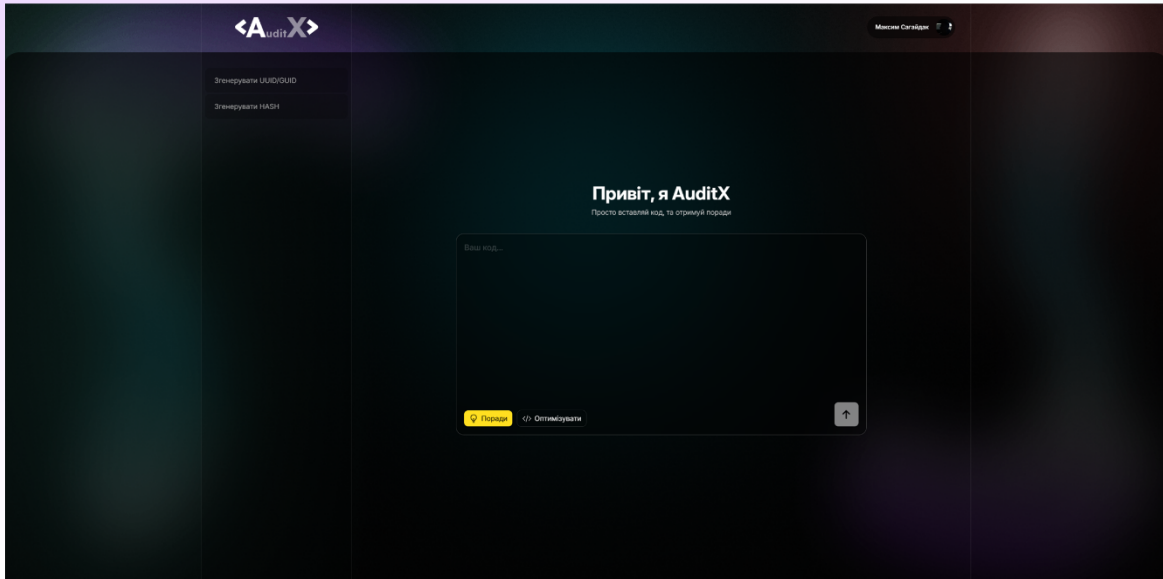 <AuditX>
Максим Сагайдак
Згенерувати UUID/GUID
Згенерувати HASH
Привіт, я AuditX
Просто вставляй код, та отримуй поради
Ваш код...
Поради
</> Оптимізувати